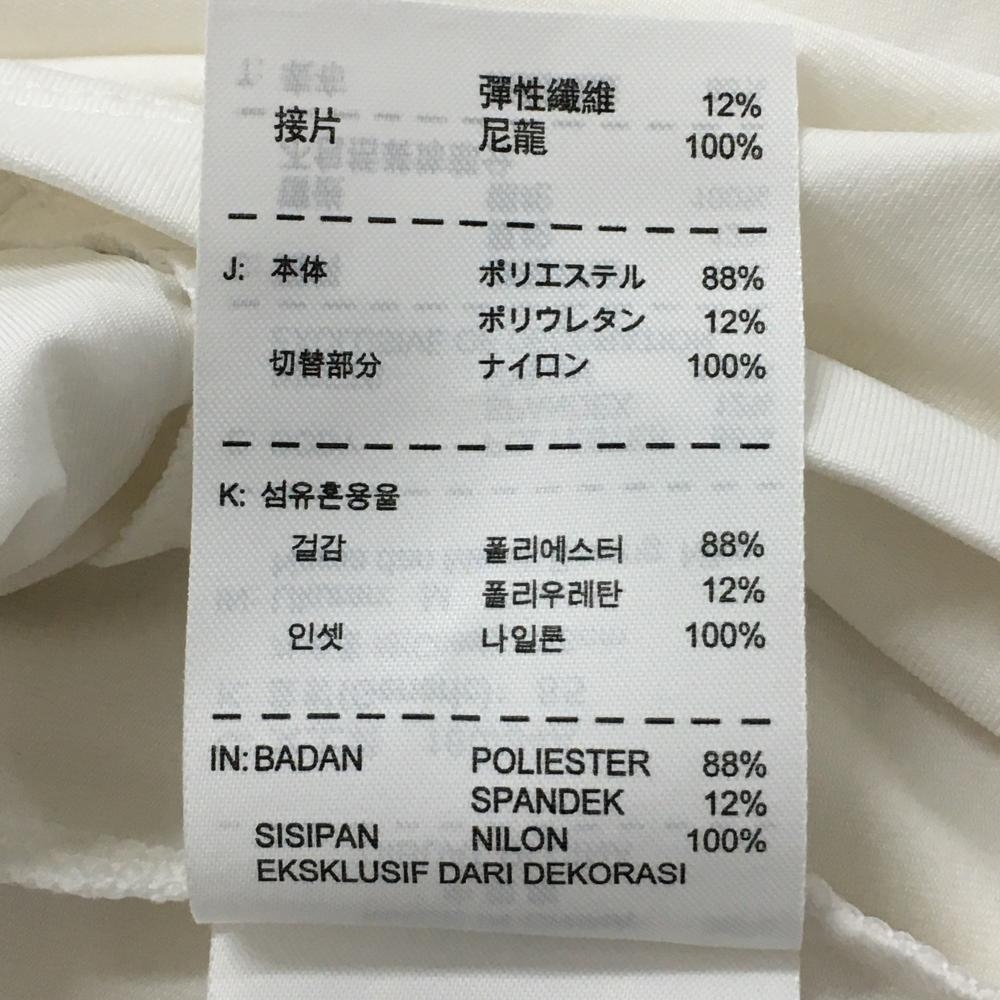 彈性纖維 12%
接片 尼龍 100%
J: 本体 ポリエステル 88%
ポリウレタン 12%
切替部分 ナイロン 100%
K: 섬유혼용율
겉감 폴리에스터 88%
폴리우레탄 12%
인셋 나일론 100%
IN: BADAN POLIESTER 88%
SPANDEK 12%
SISIPAN NILON 100%
EKSKLUSIF DARI DEKORASI